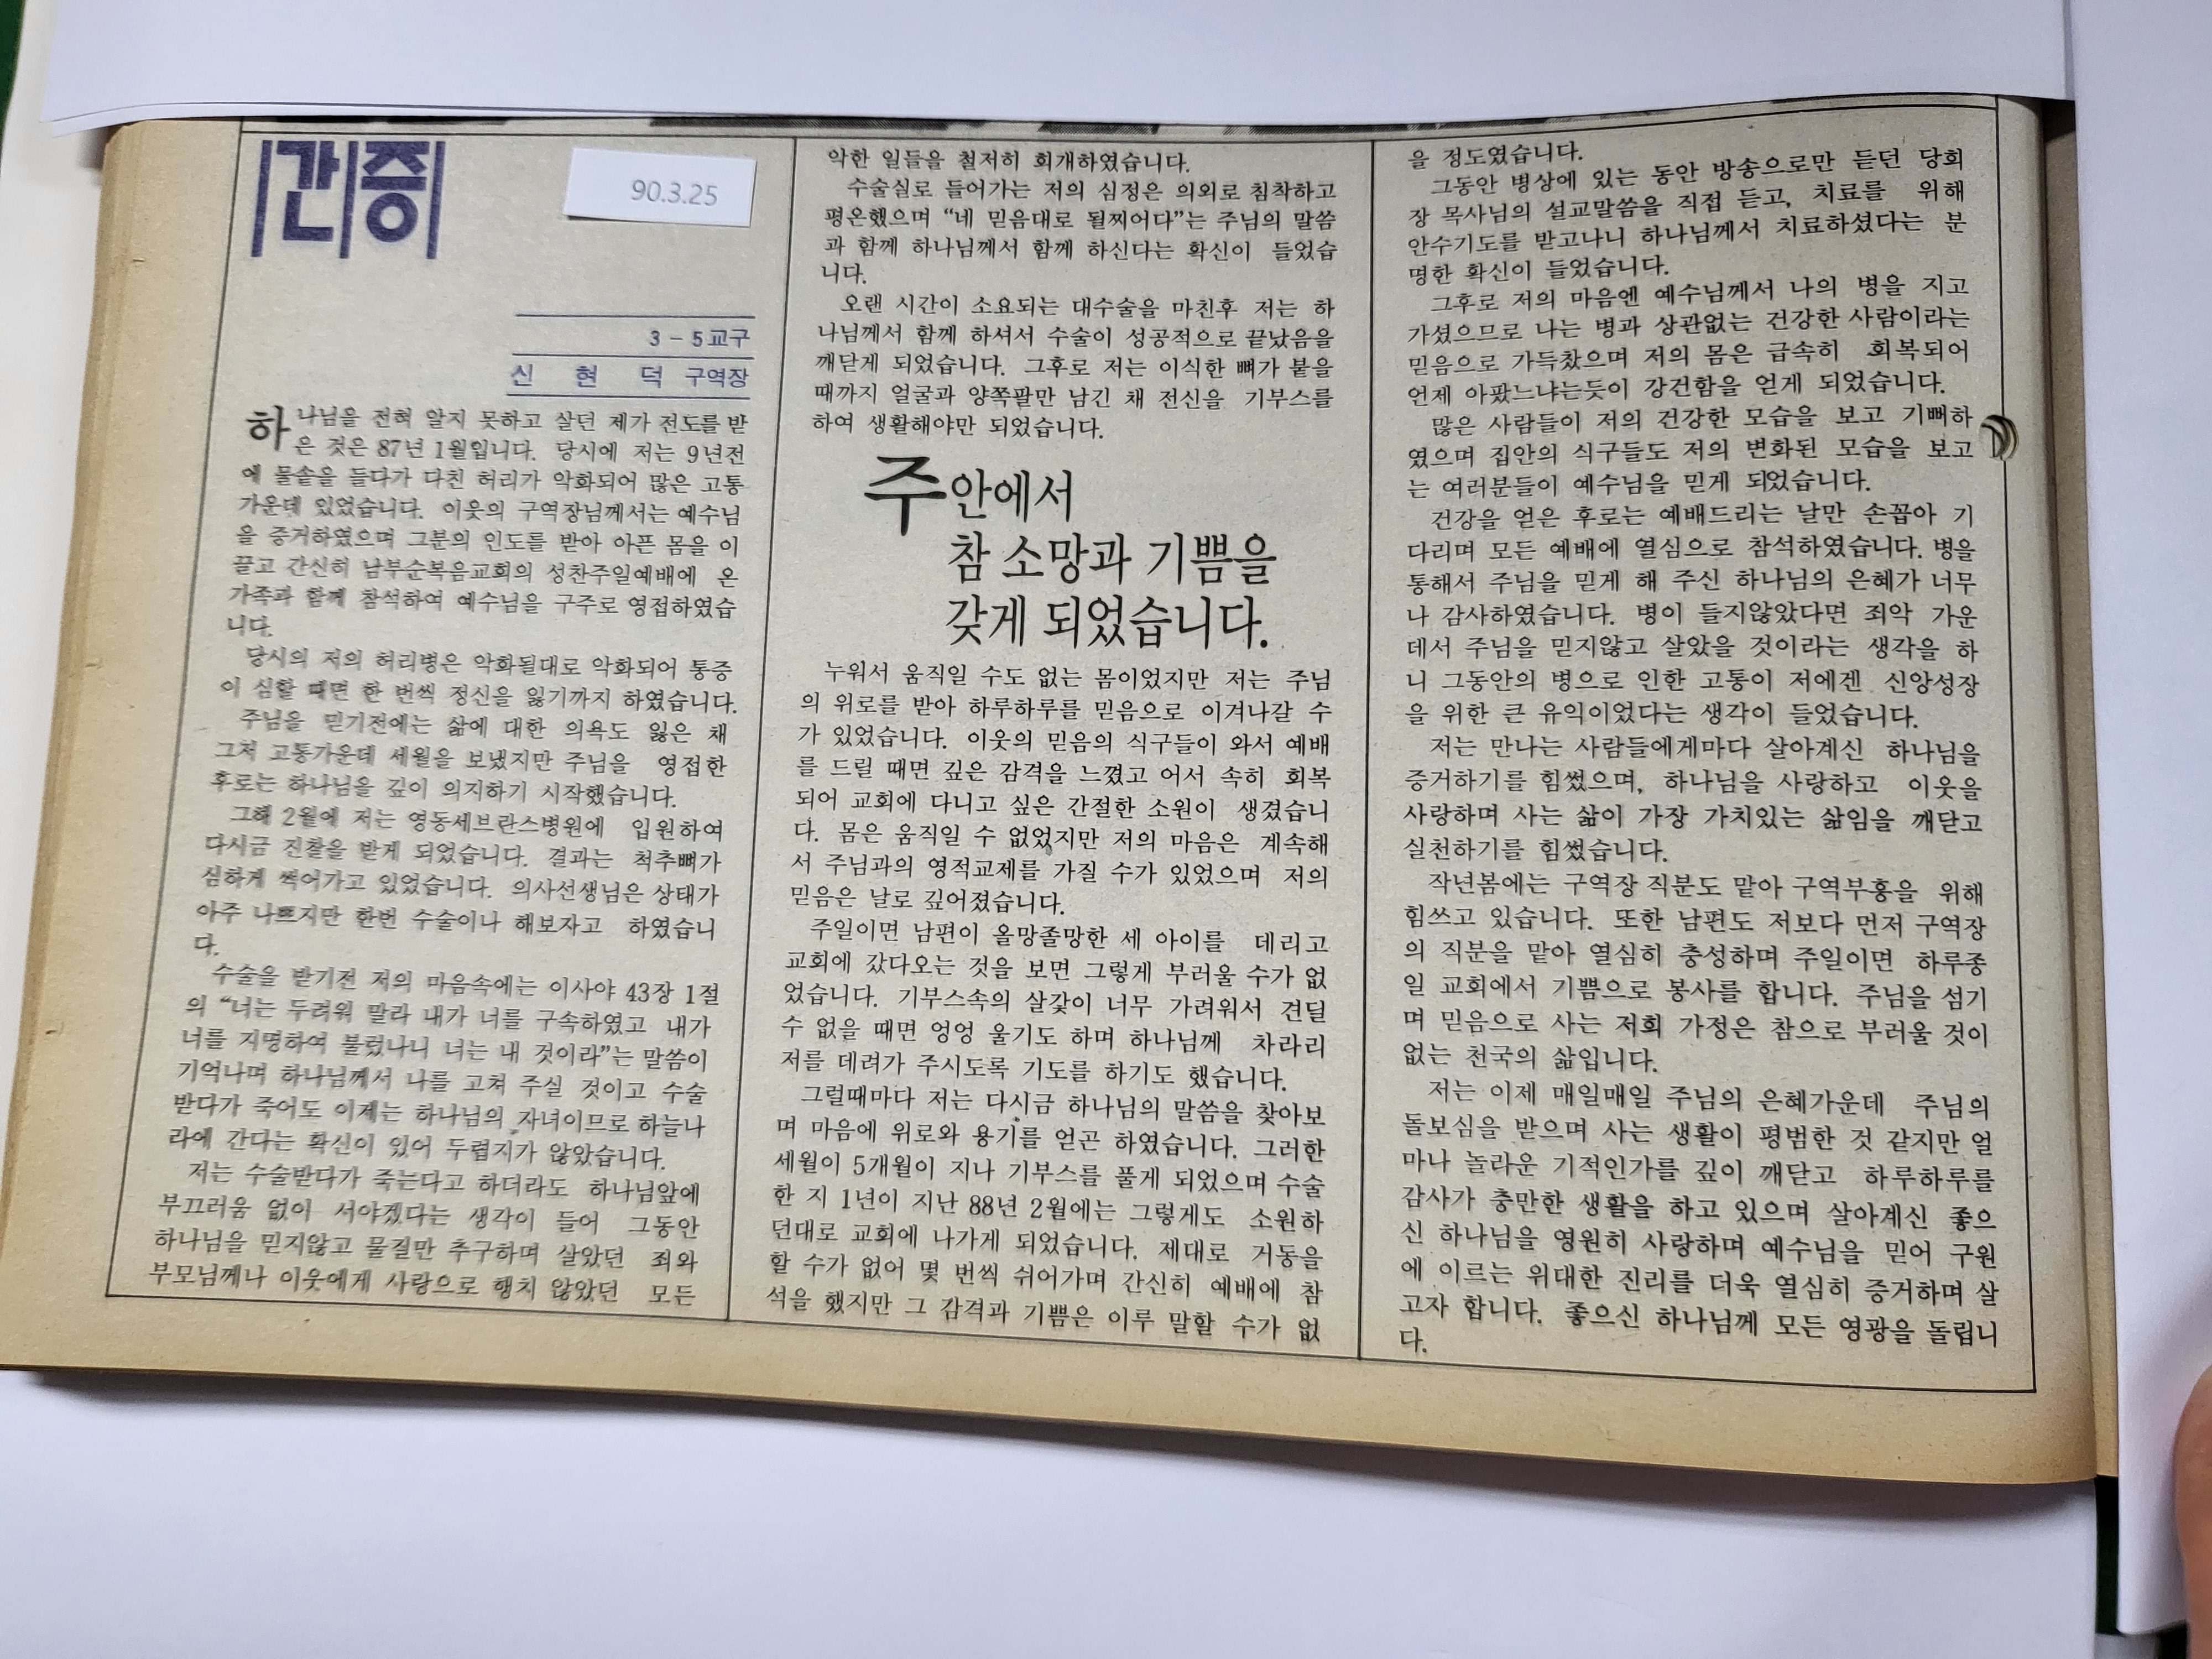 간증
90.3.25
3 - 5 교구
신 현 덕 구역장
하나님을 전혀 알지 못하고 살던 제가 전도를 받
은 것은 87년 1월입니다. 당시에 저는 9년전
에 물솥을 들다가 다친 허리가 악화되어 많은 고통
가운데 있었습니다. 이웃의 구역장님께서는 예수님
을 증거하였으며 그분의 인도를 받아 아픈 몸을 이
끌고 간신히 남부순복음교회의 성찬주일예배에 온
가족과 함께 참석하여 예수님을 구주로 영접하였습
니다.
당시의 저의 허리병은 악화될대로 악화되어 통증
이 심할 때면 한 번씩 정신을 잃기까지 하였습니다.
주님을 믿기전에는 삶에 대한 의욕도 잃은 채
그저 고통가운데 세월을 보냈지만 주님을 영접한
후로는 하나님을 깊이 의지하기 시작했습니다.
그해 2월에 저는 영동세브란스병원에 입원하여
다시금 진찰을 받게 되었습니다. 결과는 척추뼈가
심하게 썩어가고 있었습니다. 의사선생님은 상태가
아주 나쁘지만 한번 수술이나 해보자고 하였습니
다.
수술을 받기전 저의 마음속에는 이사야 43장 1절
의 “너는 두려워 말라 내가 너를 구속하였고 내가
너를 지명하여 불렀나니 너는 내 것이라”는 말씀이
기억나며 하나님께서 나를 고쳐 주실 것이고 수술
받다가 죽어도 이제는 하나님의 자녀이므로 하늘나
라에 간다는 확신이 있어 두렵지가 않았습니다.
저는 수술받다가 죽는다고 하더라도 하나님앞에
부끄러움 없이 서야겠다는 생각이 들어 그동안
하나님을 믿지않고 물질만 추구하며 살았던 죄와
부모님께나 이웃에게 사랑으로 행치 않았던 모든
악한 일들을 철저히 회개하였습니다.
수술실로 들어가는 저의 심정은 의외로 침착하고
평온했으며 “네 믿음대로 될찌어다”는 주님의 말씀
과 함께 하나님께서 함께 하신다는 확신이 들었습
니다.
오랜 시간이 소요되는 대수술을 마친후 저는 하
나님께서 함께 하셔서 수술이 성공적으로 끝났음을
깨닫게 되었습니다. 그후로 저는 이식한 뼈가 붙을
때까지 얼굴과 양쪽팔만 남긴 채 전신을 기부스를
하여 생활해야만 되었습니다.
주안에서
참 소망과 기쁨을
갖게 되었습니다.
누워서 움직일 수도 없는 몸이었지만 저는 주님
의 위로를 받아 하루하루를 믿음으로 이겨나갈 수
가 있었습니다. 이웃의 믿음의 식구들이 와서 예배
를 드릴 때면 깊은 감격을 느꼈고 어서 속히 회복
되어 교회에 다니고 싶은 간절한 소원이 생겼습니
다. 몸은 움직일 수 없었지만 저의 마음은 계속해
서 주님과의 영적교제를 가질 수가 있었으며 저의
믿음은 날로 깊어졌습니다.
주일이면 남편이 올망졸망한 세 아이를 데리고
교회에 갔다오는 것을 보면 그렇게 부러울 수가 없
었습니다. 기부스속의 살갗이 너무 가려워서 견딜
수 없을 때면 엉엉 울기도 하며 하나님께 차라리
저를 데려가 주시도록 기도를 하기도 했습니다.
그럴때마다 저는 다시금 하나님의 말씀을 찾아보
며 마음에 위로와 용기를 얻곤 하였습니다. 그러한
세월이 5개월이 지나 기부스를 풀게 되었으며 수술
한 지 1년이 지난 88년 2월에는 그렇게도 소원하
던대로 교회에 나가게 되었습니다. 제대로 거동을
할 수가 없어 몇 번씩 쉬어가며 간신히 예배에 참
석을 했지만 그 감격과 기쁨은 이루 말할 수가 없
을 정도였습니다.
그동안 병상에 있는 동안 방송으로만 듣던 당회
장 목사님의 설교말씀을 직접 듣고, 치료를 위해
안수기도를 받고나니 하나님께서 치료하셨다는 분
명한 확신이 들었습니다.
그후로 저의 마음엔 예수님께서 나의 병을 지고
가셨으므로 나는 병과 상관없는 건강한 사람이라는
믿음으로 가득찼으며 저의 몸은 급속히 회복되어
언제 아팠느냐는듯이 강건함을 얻게 되었습니다.
많은 사람들이 저의 건강한 모습을 보고 기뻐하
였으며 집안의 식구들도 저의 변화된 모습을 보고
는 여러분들이 예수님을 믿게 되었습니다.
건강을 얻은 후로는 예배드리는 날만 손꼽아 기
다리며 모든 예배에 열심으로 참석하였습니다. 병을
통해서 주님을 믿게 해 주신 하나님의 은혜가 너무
나 감사하였습니다. 병이 들지않았다면 죄악 가운
데서 주님을 믿지않고 살았을 것이라는 생각을 하
니 그동안의 병으로 인한 고통이 저에겐 신앙성장
을 위한 큰 유익이었다는 생각이 들었습니다.
저는 만나는 사람들에게마다 살아계신 하나님을
증거하기를 힘썼으며, 하나님을 사랑하고 이웃을
사랑하며 사는 삶이 가장 가치있는 삶임을 깨닫고
실천하기를 힘썼습니다.
작년봄에는 구역장 직분도 맡아 구역부흥을 위해
힘쓰고 있습니다. 또한 남편도 저보다 먼저 구역장
의 직분을 맡아 열심히 충성하며 주일이면 하루종
일 교회에서 기쁨으로 봉사를 합니다. 주님을 섬기
며 믿음으로 사는 저희 가정은 참으로 부러울 것이
없는 천국의 삶입니다.
저는 이제 매일매일 주님의 은혜가운데 주님의
돌보심을 받으며 사는 생활이 평범한 것 같지만 얼
마나 놀라운 기적인가를 깊이 깨닫고 하루하루를
감사가 충만한 생활을 하고 있으며 살아계신 좋으
신 하나님을 영원히 사랑하며 예수님을 믿어 구원
에 이르는 위대한 진리를 더욱 열심히 증거하며 살
고자 합니다. 좋으신 하나님께 모든 영광을 돌립니
다.